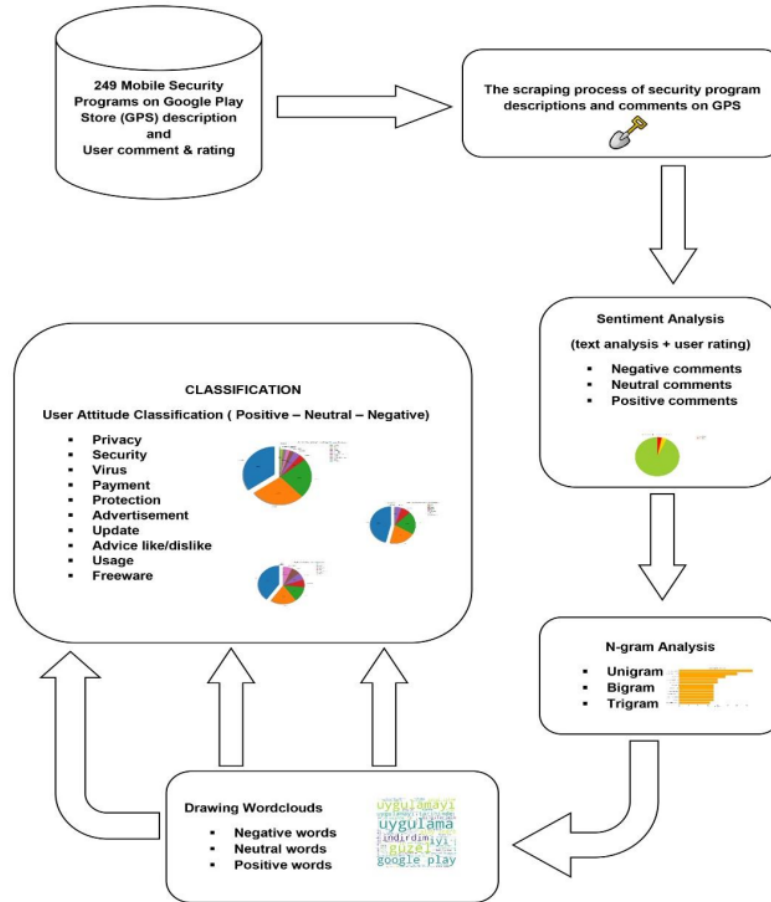 249 Mobile Security
Programs on Google Play
Store (GPS) description
and
User comment & rating
The scraping process of security program
descriptions and comments on GPS
Sentiment Analysis
(text analysis + user rating)
▪ Negative comments
▪ Neutral comments
▪ Positive comments
N-gram Analysis
▪ Unigram
▪ Bigram
▪ Trigram
Drawing Wordclouds
▪ Negative words
▪ Neutral words
▪ Positive words
uygulamayi
uygulama
indirdim iyi
guzel
google play
CLASSIFICATION
User Attitude Classification ( Positive – Neutral – Negative)
▪ Privacy
▪ Security
▪ Virus
▪ Payment
▪ Protection
▪ Advertisement
▪ Update
▪ Advice like/dislike
▪ Usage
▪ Freeware